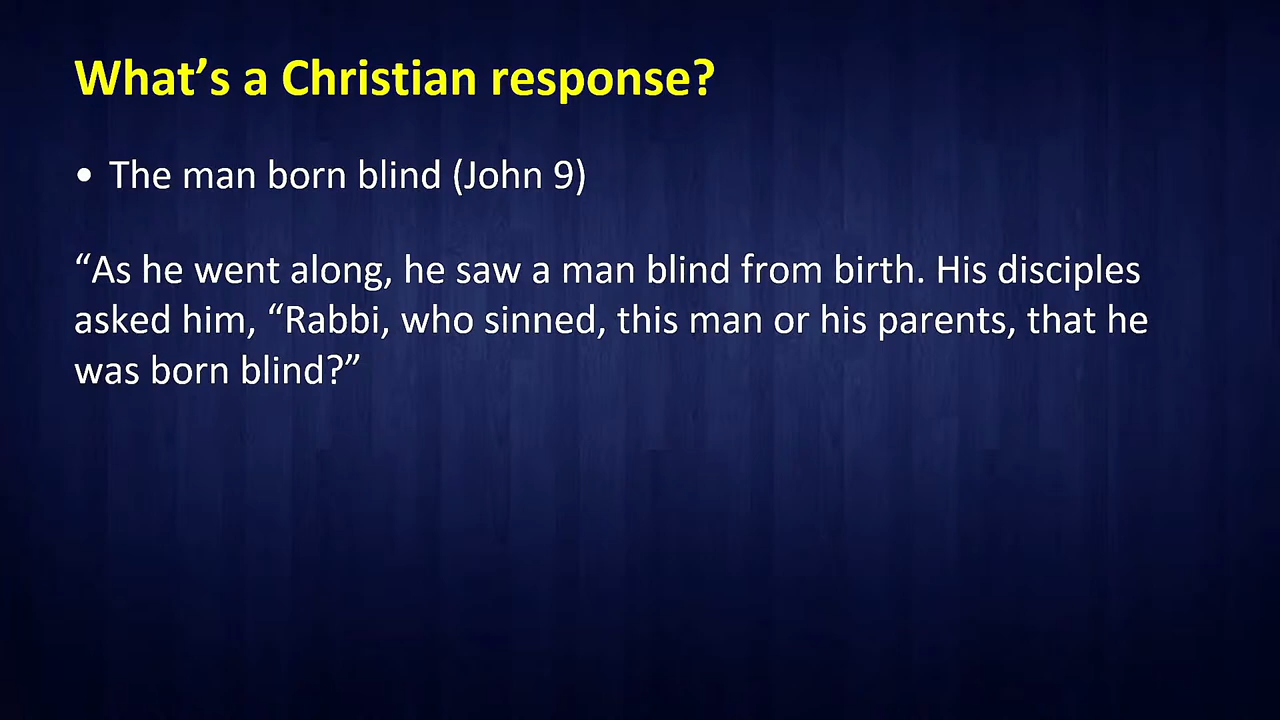 What’s a Christian response?
• The man born blind (John 9)
“As he went along, he saw a man blind from birth. His disciples
asked him, “Rabbi, who sinned, this man or his parents, that he
was born blind?”